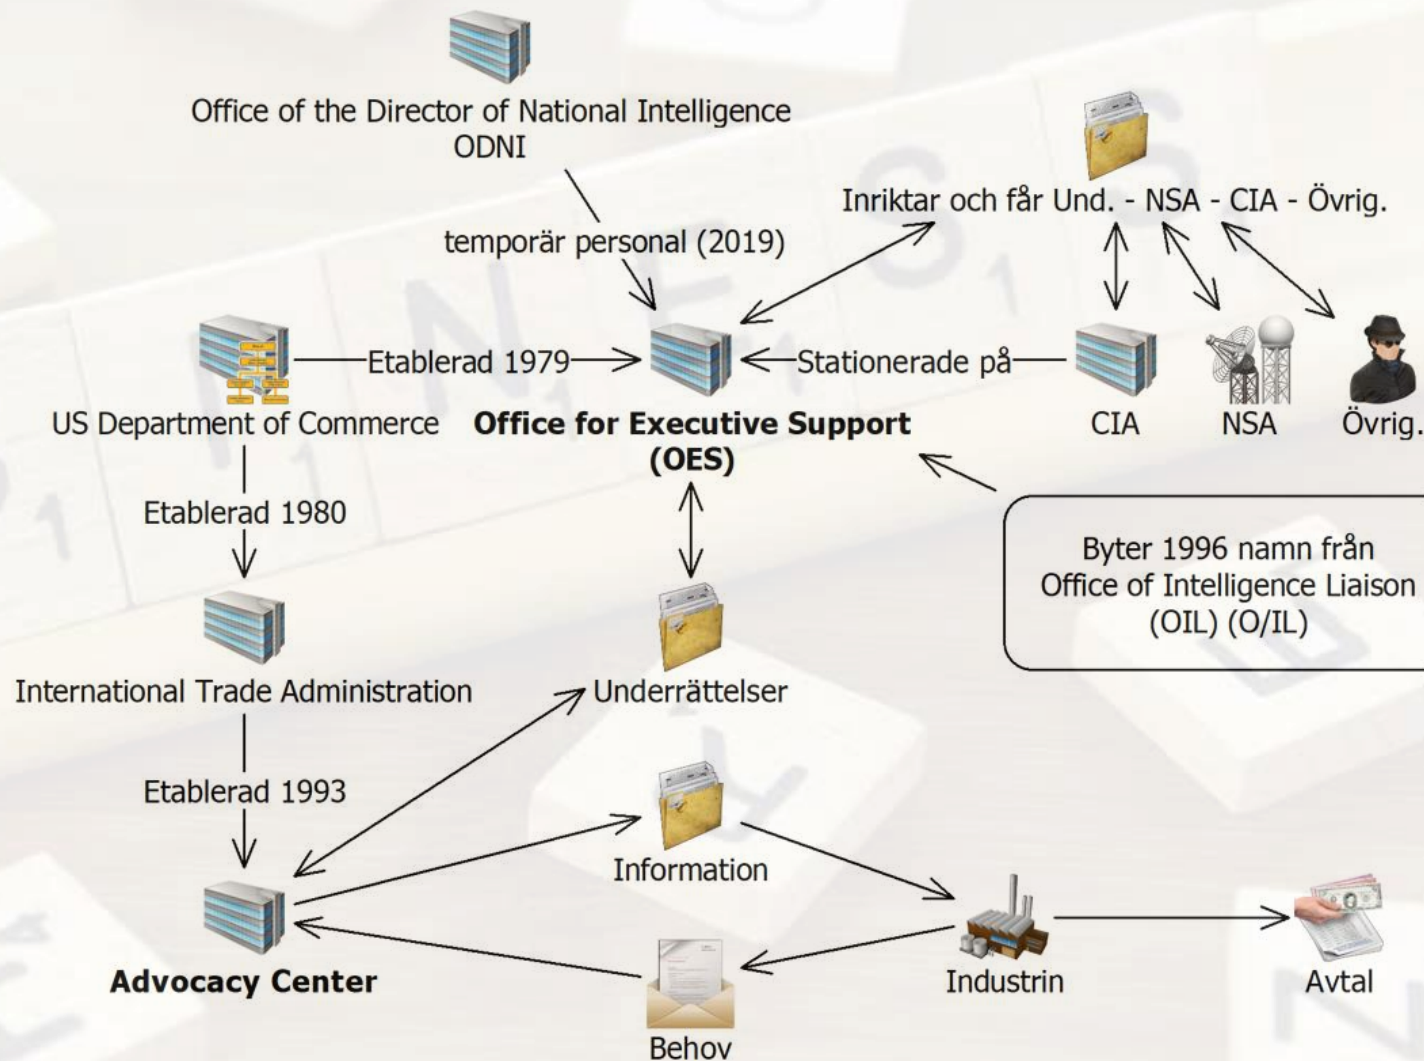 Office of the Director of National Intelligence
ODNI
Inriktar och får Und. - NSA - CIA - Övrig.
temporär personal (2019)
Etablerad 1979
Stationerade på
US Department of Commerce
Office for Executive Support
(OES)
CIA
NSA
Övrig.
Etablerad 1980
Byter 1996 namn från
Office of Intelligence Liaison
(OIL) (O/IL)
International Trade Administration
Underrättelser
Etablerad 1993
Information
Advocacy Center
Industrin
Avtal
Behov